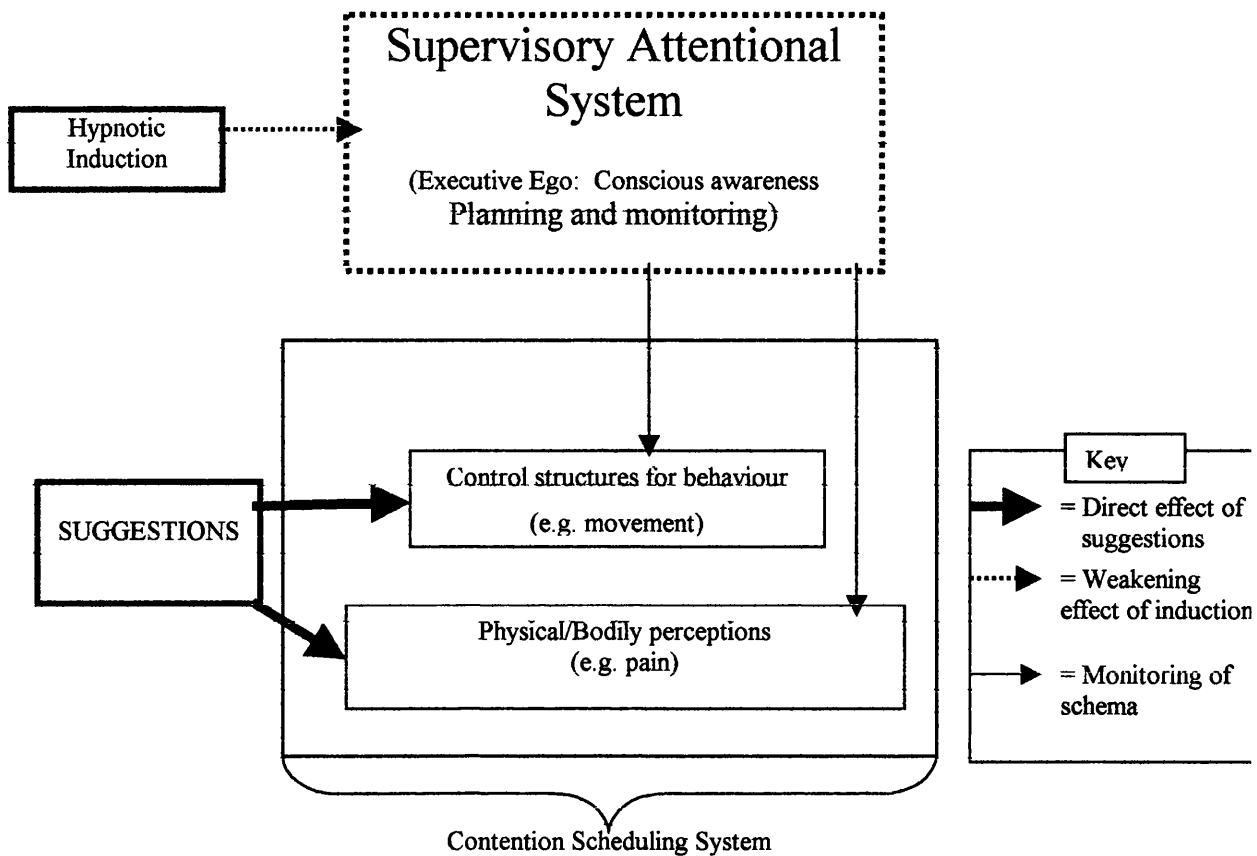 Supervisory Attentional
System
Hypnotic
Induction
(Executive Ego: Conscious awareness
Planning and monitoring)
Control structures for behaviour
(e.g. movement)
SUGGESTIONS
Physical/Bodily perceptions
(e.g. pain)
Key
= Direct effect of
suggestions
= Weakening
effect of induction
= Monitoring of
schema
Contention Scheduling System